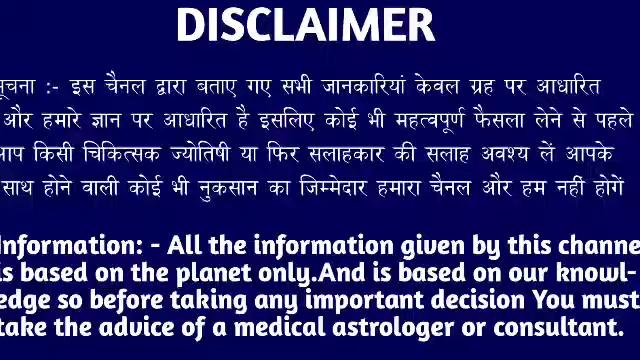 DISCLAIMER
सूचना :- इस चैनल द्वारा बताए गए सभी जानकारियां केवल ग्रह पर आधारित
और हमारे ज्ञान पर आधारित है इसलिए कोई भी महत्वपूर्ण फैसला लेने से पहले
आप किसी चिकित्सक ज्योतिषी या फिर सलाहकार की सलाह अवश्य लें आपके
साथ होने वाली कोई भी नुकसान का जिम्मेदार हमारा चैनल और हम नहीं होगें
Information: - All the information given by this channe
is based on the planet only.And is based on our knowl-
edge so before taking any important decision You must
take the advice of a medical astrologer or consultant.